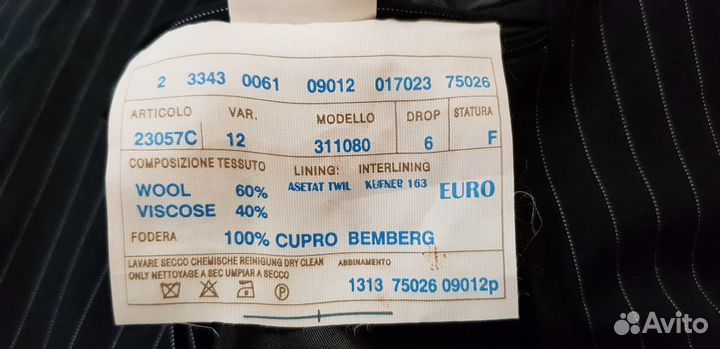 2 3343 0061 09012 017023 75026
ARTICOLO VAR. MODELLO DROP STATURA
23057C 12 311080 6 F
COMPOSIZIONE TESSUTO LINING: INTERLINING
WOOL 60% ASETAT TWIL KUFNER 163 EURO
VISCOSE 40%
FODERA 100% CUPRO BEMBERG
LAVARE SECCO CHEMISCHE REINIGUNG DRY CLEAN ABBINAMENTO
ONLY NETTOYAGE A SEC UMPIAR A SECCO
P 1313 75026 09012p
Avito